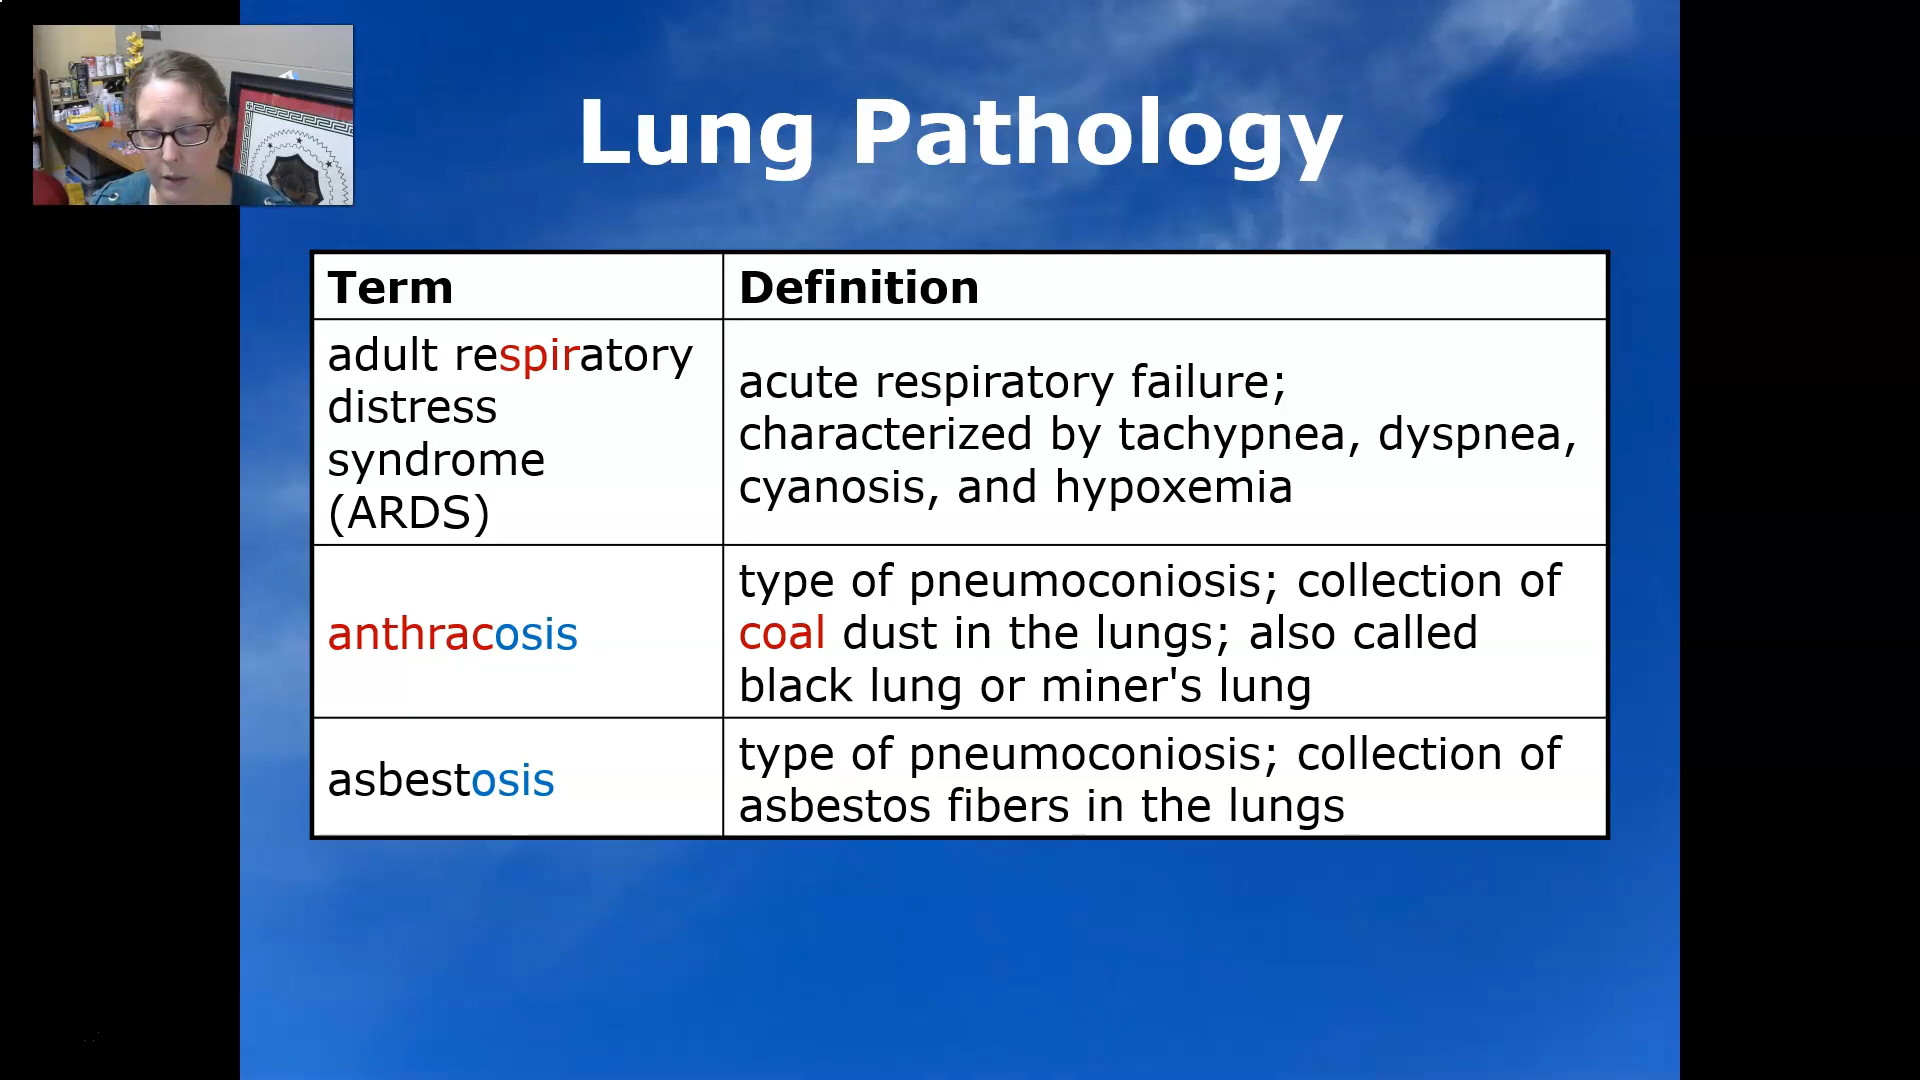 Lung Pathology
Term
Definition
adult respiratory
distress
syndrome
(ARDS)
acute respiratory failure;
characterized by tachypnea, dyspnea,
cyanosis, and hypoxemia
anthracosis
type of pneumoconiosis; collection of
coal dust in the lungs; also called
black lung or miner's lung
asbestosis
type of pneumoconiosis; collection of
asbestos fibers in the lungs